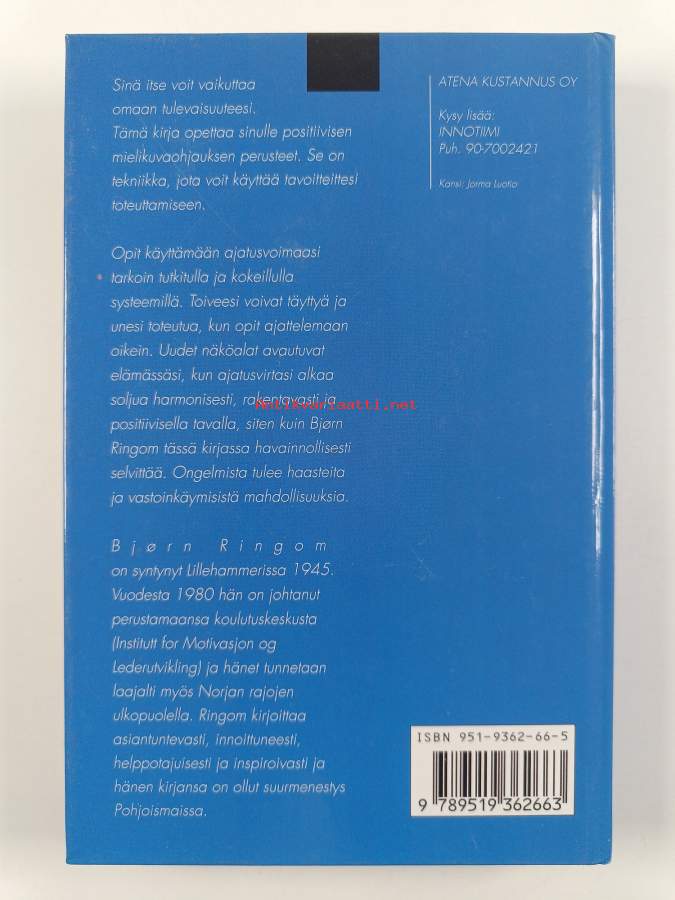 Sinä itse voit vaikuttaa
omaan tulevaisuuteesi.
Tämä kirja opettaa sinulle positiivisen
mielikuvaohjauksen perusteet. Se on
tekniikka, jota voit käyttää tavoitteittesi
toteuttamiseen.
Opit käyttämään ajatusvoimaasi
tarkoin tutkitulla ja kokeillulla
systeemillä. Toiveesi voivat täyttyä ja
unesi toteutua, kun opit ajattelemaan
oikein. Uudet näköalat avautuvat
elämässäsi, kun ajatusvirtasi alkaa
soljua harmonisesti, rakentavasti ja
positiivisella tavalla, siten kuin Bjørn
Ringom tässä kirjassa havainnollisesti
selvittää. Ongelmista tulee haasteita
ja vastoinkäymisistä mahdollisuuksia.
Bjørn Ringom
on syntynyt Lillehammerissa 1945.
Vuodesta 1980 hän on johtanut
perustamaansa koulutuskeskusta
(Institutt for Motivasjon og
Lederutvikling) ja hänet tunnetaan
laajalti myös Norjan rajojen
ulkopuolella. Ringom kirjoittaa
asiantuntevasti, innoittuneesti,
helppotajuisesti ja inspiroivasti ja
hänen kirjansa on ollut suurmenestys
Pohjoismaissa.
ATENA KUSTANNUS OY
Kysy lisää:
INNOTIIMI
Puh. 90-7002421
Kansi: Jorma Luotio
Antikvariaatti.net
ISBN 951-9362-66-5
9 789519 362663